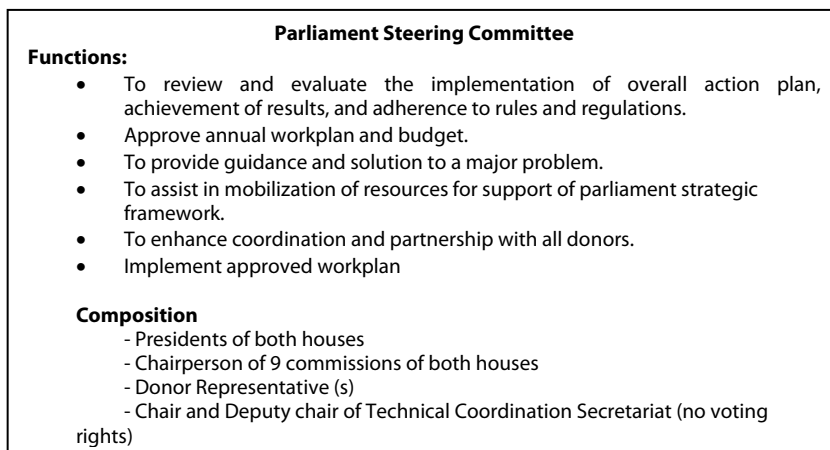 Parliament Steering Committee
Functions:
• To review and evaluate the implementation of overall action plan,
achievement of results, and adherence to rules and regulations.
• Approve annual workplan and budget.
• To provide guidance and solution to a major problem.
• To assist in mobilization of resources for support of parliament strategic
framework.
• To enhance coordination and partnership with all donors.
• Implement approved workplan
Composition
- Presidents of both houses
- Chairperson of 9 commissions of both houses
- Donor Representative (s)
- Chair and Deputy chair of Technical Coordination Secretariat (no voting
rights)